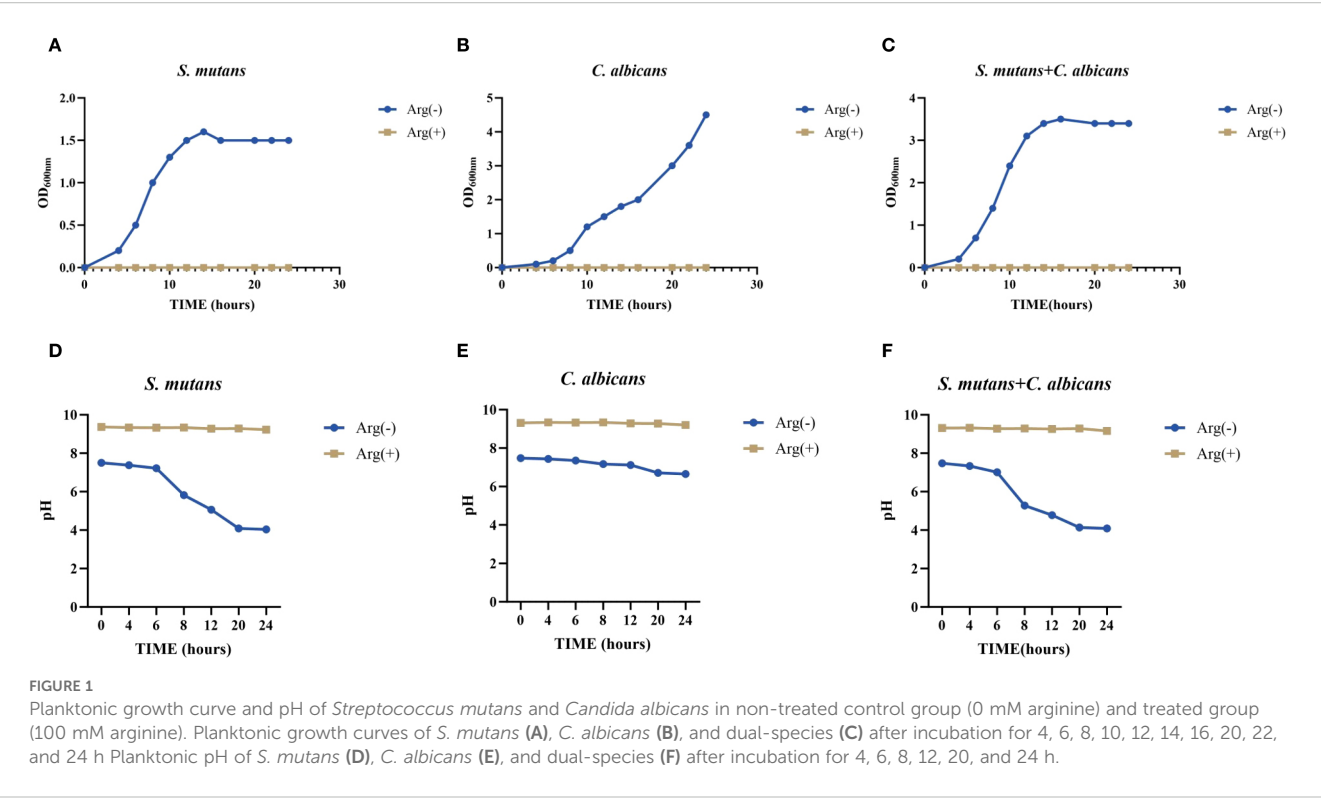 A
B
C
S. mutans
C. albicans
S. mutans+C. albicans
2.0
1.5
1.0
0.5
0.0
OD600nm
0
10
20
30
TIME (hours)
Arg(-)
Arg(+)
5
4
3
2
1
0
OD600nm
0
10
20
30
TIME (hours)
Arg(-)
Arg(+)
4
3
2
1
0
OD600nm
0
10
20
30
TIME(hours)
Arg(-)
Arg(+)
D
E
F
S. mutans
C. albicans
S. mutans+C. albicans
10
8
6
4
2
0
pH
0 4 6 8 12 20 24
TIME (hours)
Arg(-)
Arg(+)
10
8
6
4
2
0
pH
0 4 6 8 12 20 24
TIME (hours)
Arg(-)
Arg(+)
10
8
6
4
2
0
pH
0 4 6 8 12 20 24
TIME(hours)
Arg(-)
Arg(+)
FIGURE 1
Planktonic growth curve and pH of Streptococcus mutans and Candida albicans in non-treated control group (0 mM arginine) and treated group
(100 mM arginine). Planktonic growth curves of S. mutans (A), C. albicans (B), and dual-species (C) after incubation for 4, 6, 8, 10, 12, 14, 16, 20, 22,
and 24 h Planktonic pH of S. mutans (D), C. albicans (E), and dual-species (F) after incubation for 4, 6, 8, 12, 20, and 24 h.